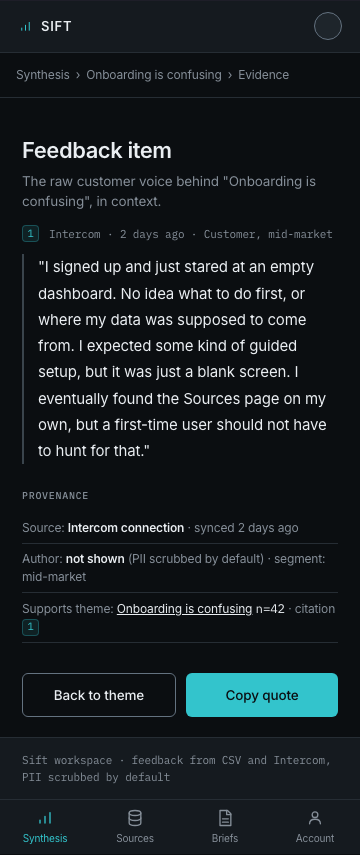 SIFT
Synthesis › Onboarding is confusing › Evidence
Feedback item
The raw customer voice behind "Onboarding is
confusing", in context.
1 Intercom · 2 days ago · Customer, mid-market
"I signed up and just stared at an empty
dashboard. No idea what to do first, or
where my data was supposed to come
from. I expected some kind of guided
setup, but it was just a blank screen. I
eventually found the Sources page on my
own, but a first-time user should not have
to hunt for that."
PROVENANCE
Source: Intercom connection · synced 2 days ago
Author: not shown (PII scrubbed by default) · segment:
mid-market
Supports theme: Onboarding is confusing n=42 · citation
1
Back to theme Copy quote
Sift workspace · feedback from CSV and Intercom,
PII scrubbed by default
Synthesis Sources Briefs Account